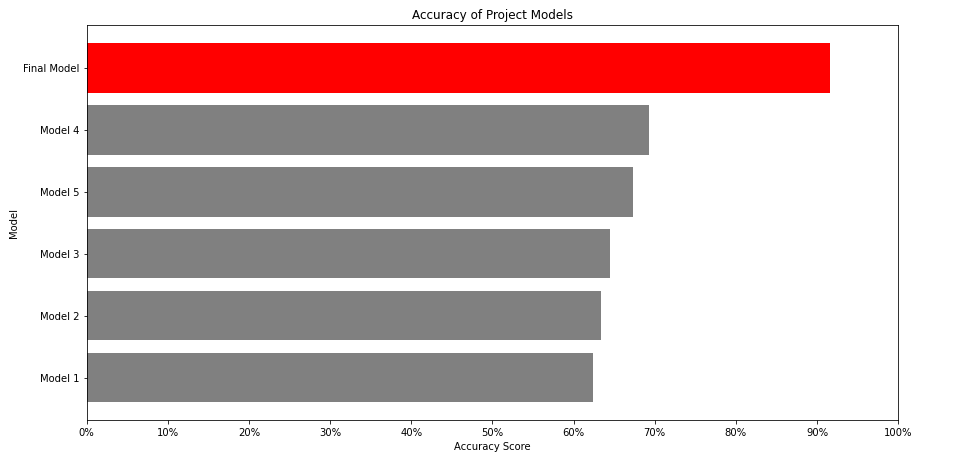 Accuracy of Project Models
Final Model
Model 4
Model 5
Model 3
Model 2
Model 1
Model
0% 10% 20% 30% 40% 50% 60% 70% 80% 90% 100%
Accuracy Score